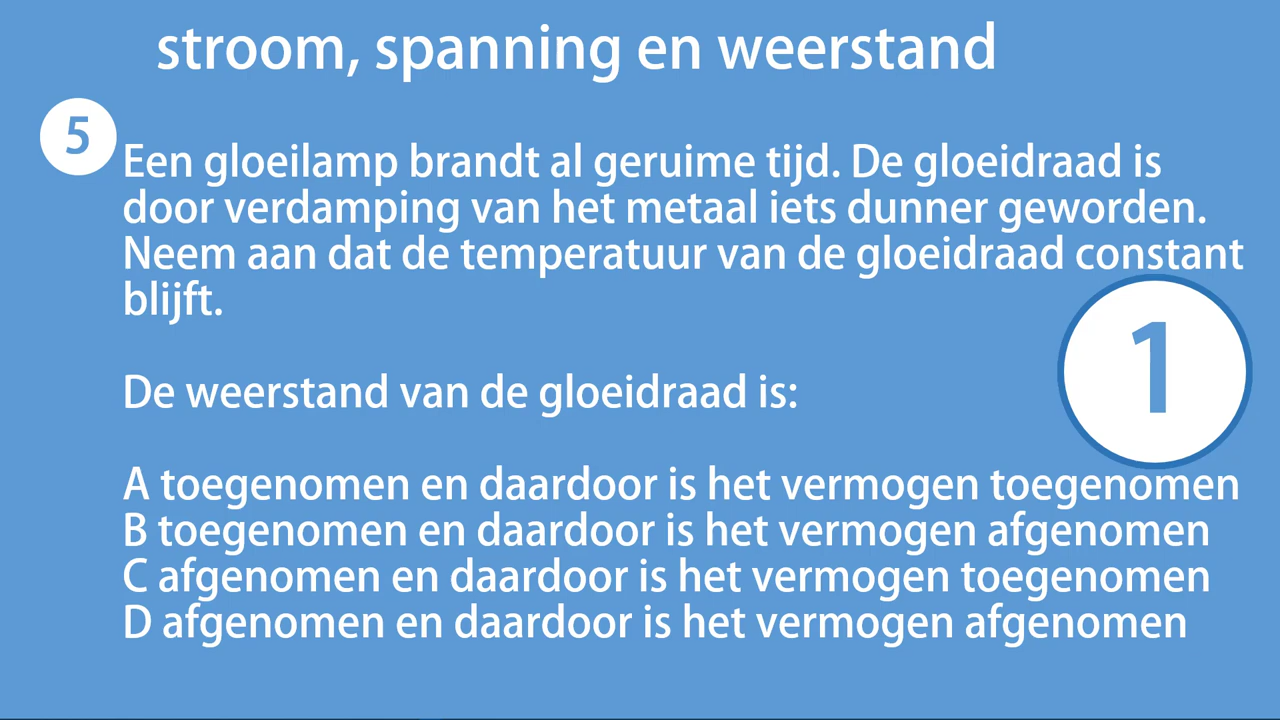 stroom, spanning en weerstand
5
Een gloeilamp brandt al geruime tijd. De gloeidraad is
door verdamping van het metaal iets dunner geworden.
Neem aan dat de temperatuur van de gloeidraad constant
blijft.
1
De weerstand van de gloeidraad is:
A toegenomen en daardoor is het vermogen toegenomen
B toegenomen en daardoor is het vermogen afgenomen
C afgenomen en daardoor is het vermogen toegenomen
D afgenomen en daardoor is het vermogen afgenomen